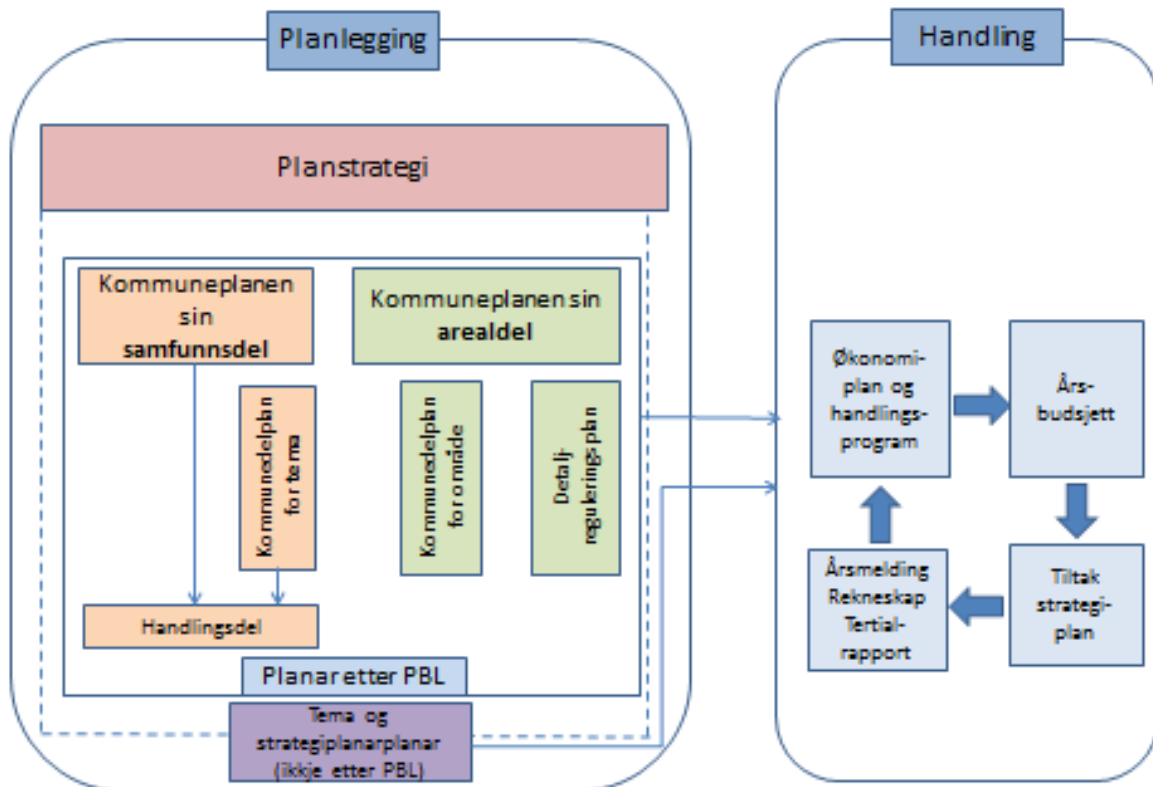 Planlegging
Handling
Planstrategi
Kommuneplanen
sin
samfunnsdel
Kommuneplanen sin
arealdel
Kommunedelplan
for tema
Kommunedelplan
for område
Detalj-
reguleringsplan
Handlingsdel
Planar etter PBL
Tema og
strategiplanarplanar
(ikkje etter PBL)
Økonomi-
plan og
handlings-
program
Års-
budsjett
Årsmelding
Rekneskap
Tertial-
rapport
Tiltak
strategi-
plan